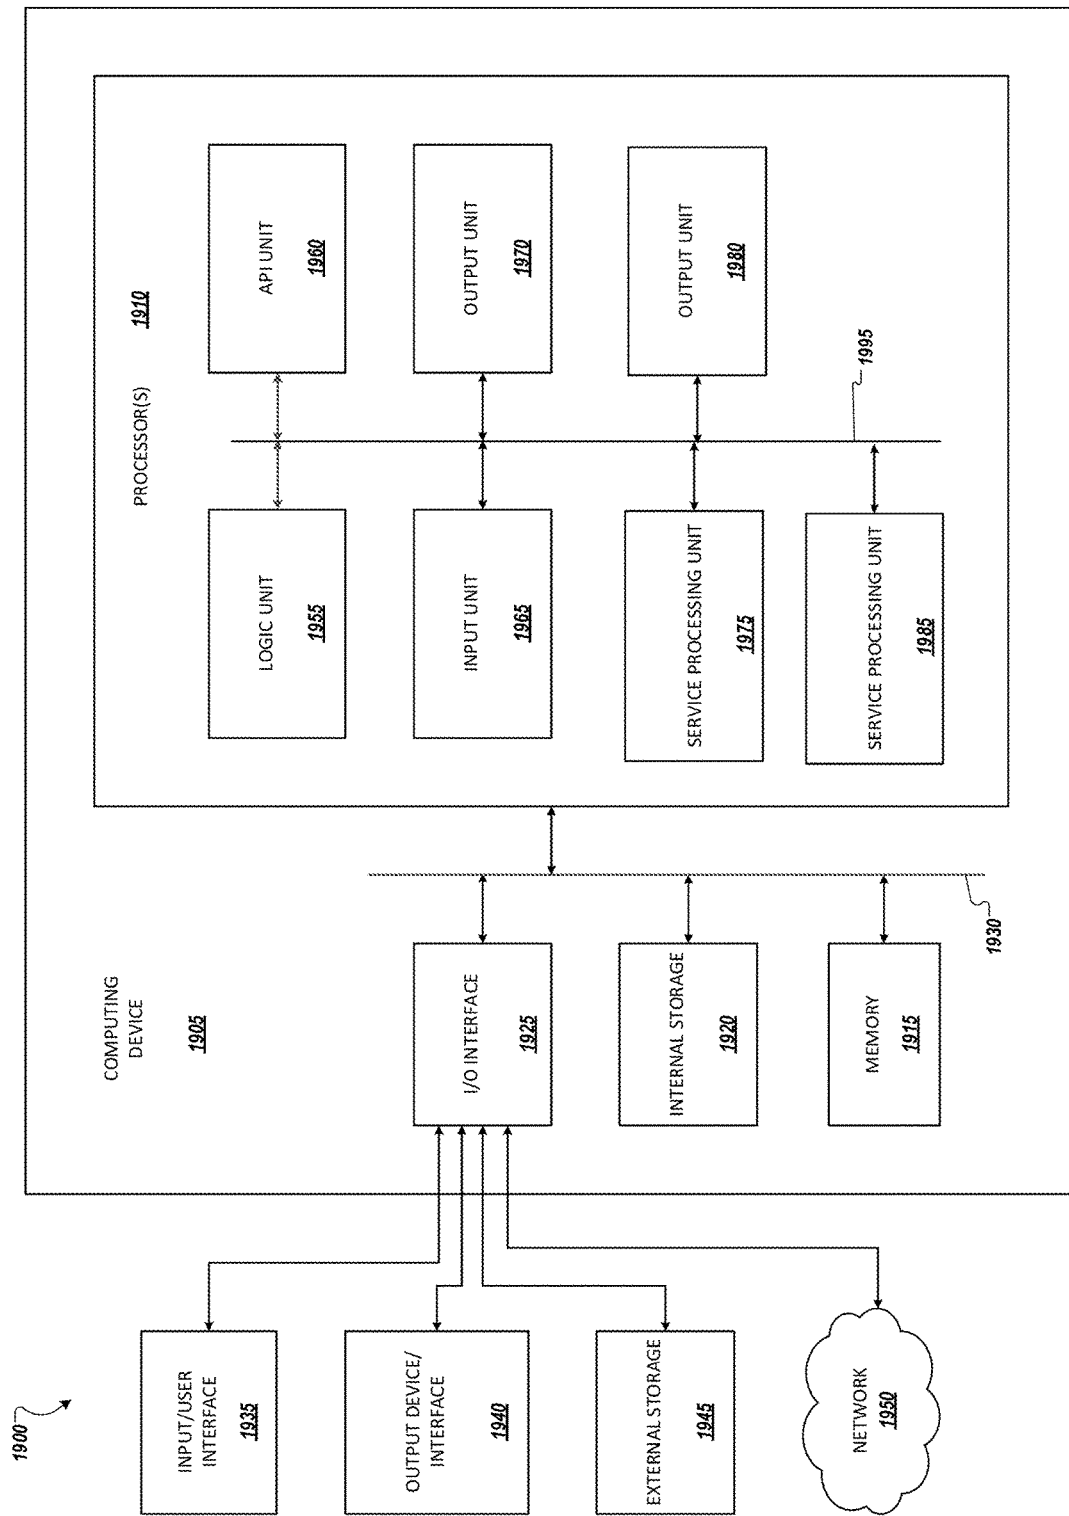 1900
INPUT/USER
INTERFACE
1935
OUTPUT DEVICE/
INTERFACE
1940
EXTERNAL STORAGE
1945
NETWORK
1950
COMPUTING
DEVICE
1905
I/O INTERFACE
1925
INTERNAL STORAGE
1920
MEMORY
1915
1930
PROCESSOR(S)
1910
LOGIC UNIT
1955
API UNIT
1960
INPUT UNIT
1965
OUTPUT UNIT
1970
SERVICE PROCESSING UNIT
1975
OUTPUT UNIT
1980
SERVICE PROCESSING UNIT
1985
1995